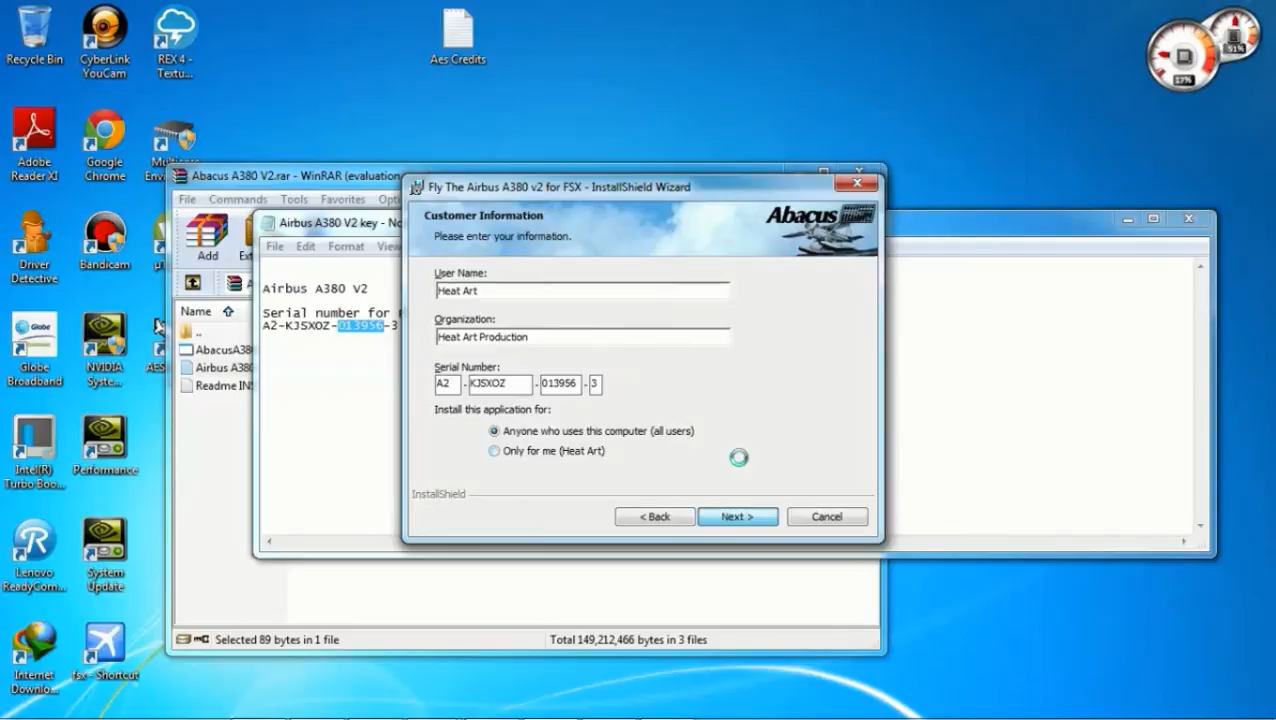 Recycle Bin
CyberLink YouCam
REX 4 - Textu...
Aes Credits
51%
17%
Adobe Reader XI
Google Chrome
Driver Detective
Bandicam
Globe Broadband
NVIDIA Syste...
Intel(R) Turbo Boo...
Performance
Lenovo ReadyCom...
System Update
Internet Downlo...
fsx - Shortcut
Abacus A380 V2.rar - WinRAR (evaluation
File Commands Tools Favorites
Add
Name
..
AbacusA38
Airbus A380
Readme INS
Selected 89 bytes in 1 file
Total 149,212,466 bytes in 3 files
Airbus A380 V2 key - No
File Edit Format View
Airbus A380 V2
Serial number for
A2-KJSXOZ-013956-3
Fly The Airbus A380 v2 for FSX - InstallShield Wizard
Customer Information
Please enter your information.
Abacus
User Name:
Heat Art
Organization:
Heat Art Production
Serial Number:
A2 - KJSXOZ - 013956 - 3
Install this application for:
Anyone who uses this computer (all users)
Only for me (Heat Art)
InstallShield
< Back
Next >
Cancel